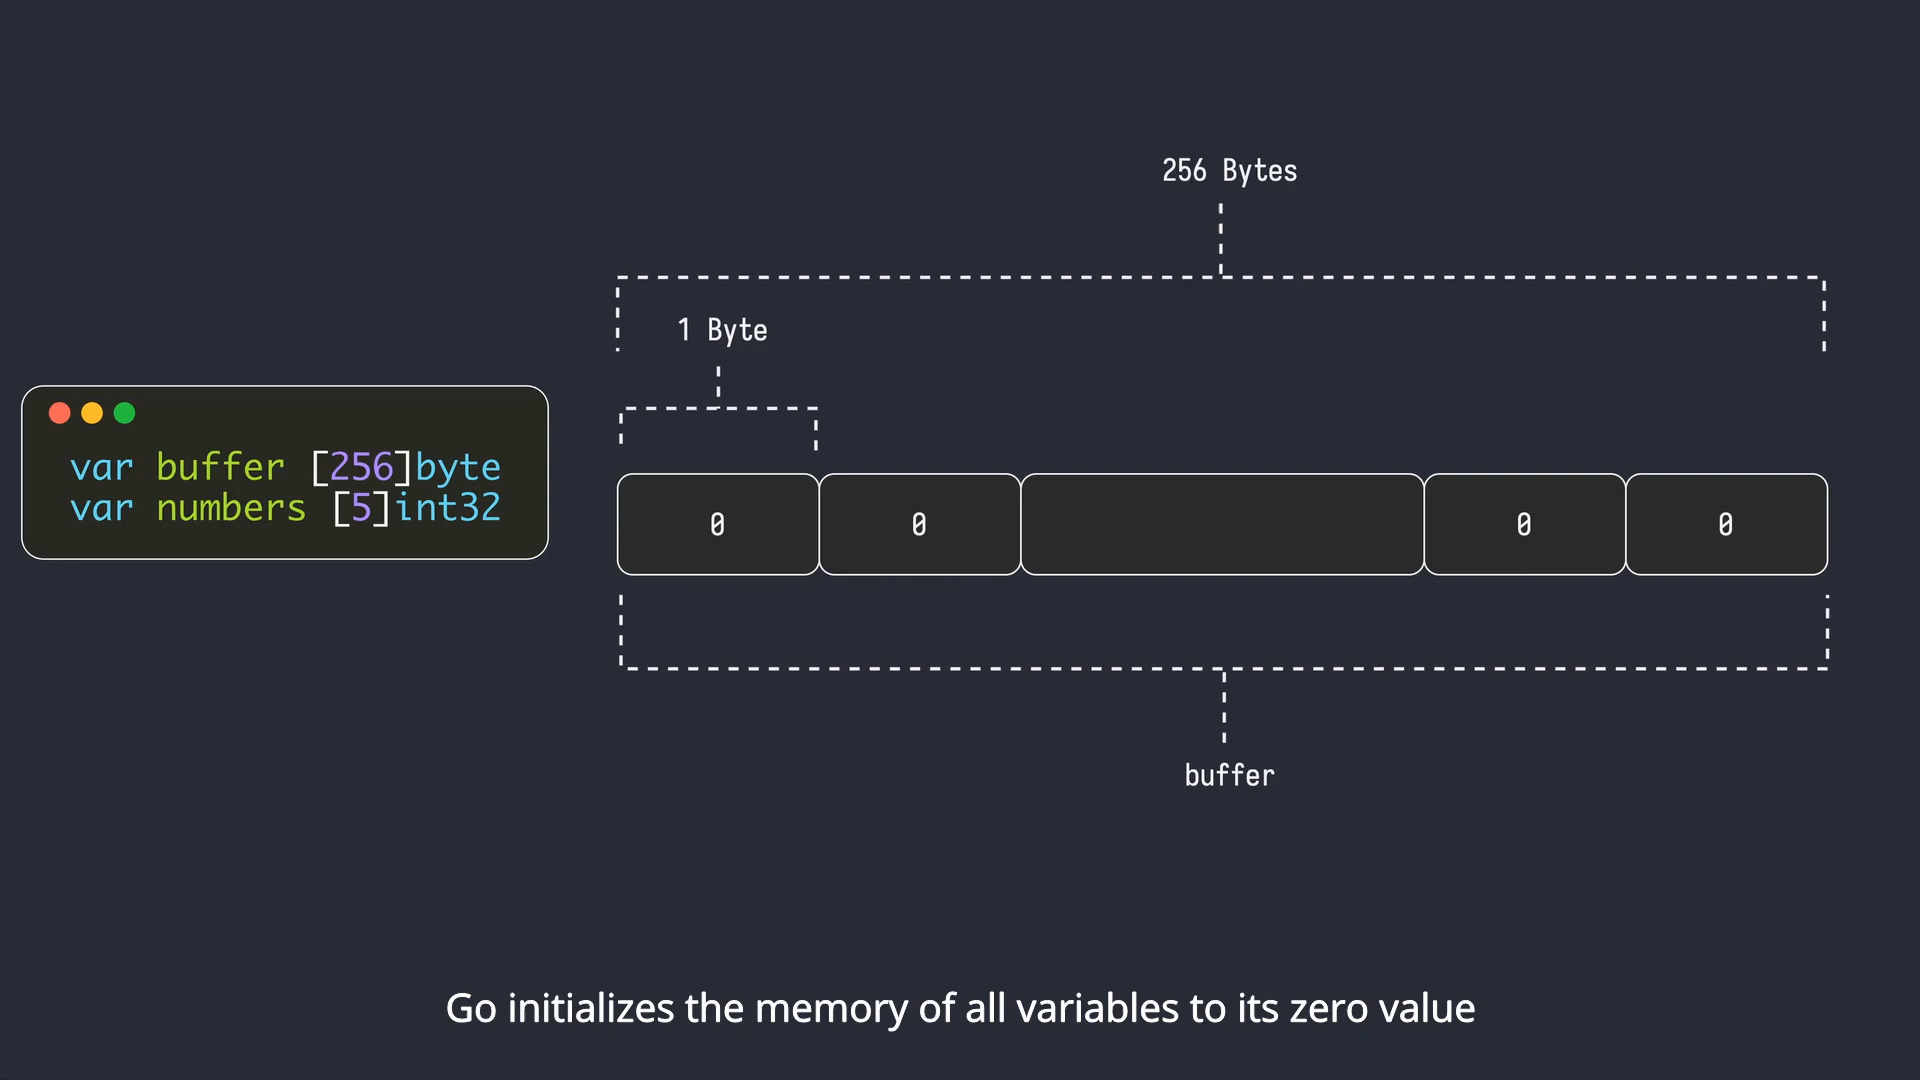 256 Bytes
1 Byte
var buffer [256]byte
var numbers [5]int32
0 0 0 0
buffer
Go initializes the memory of all variables to its zero value